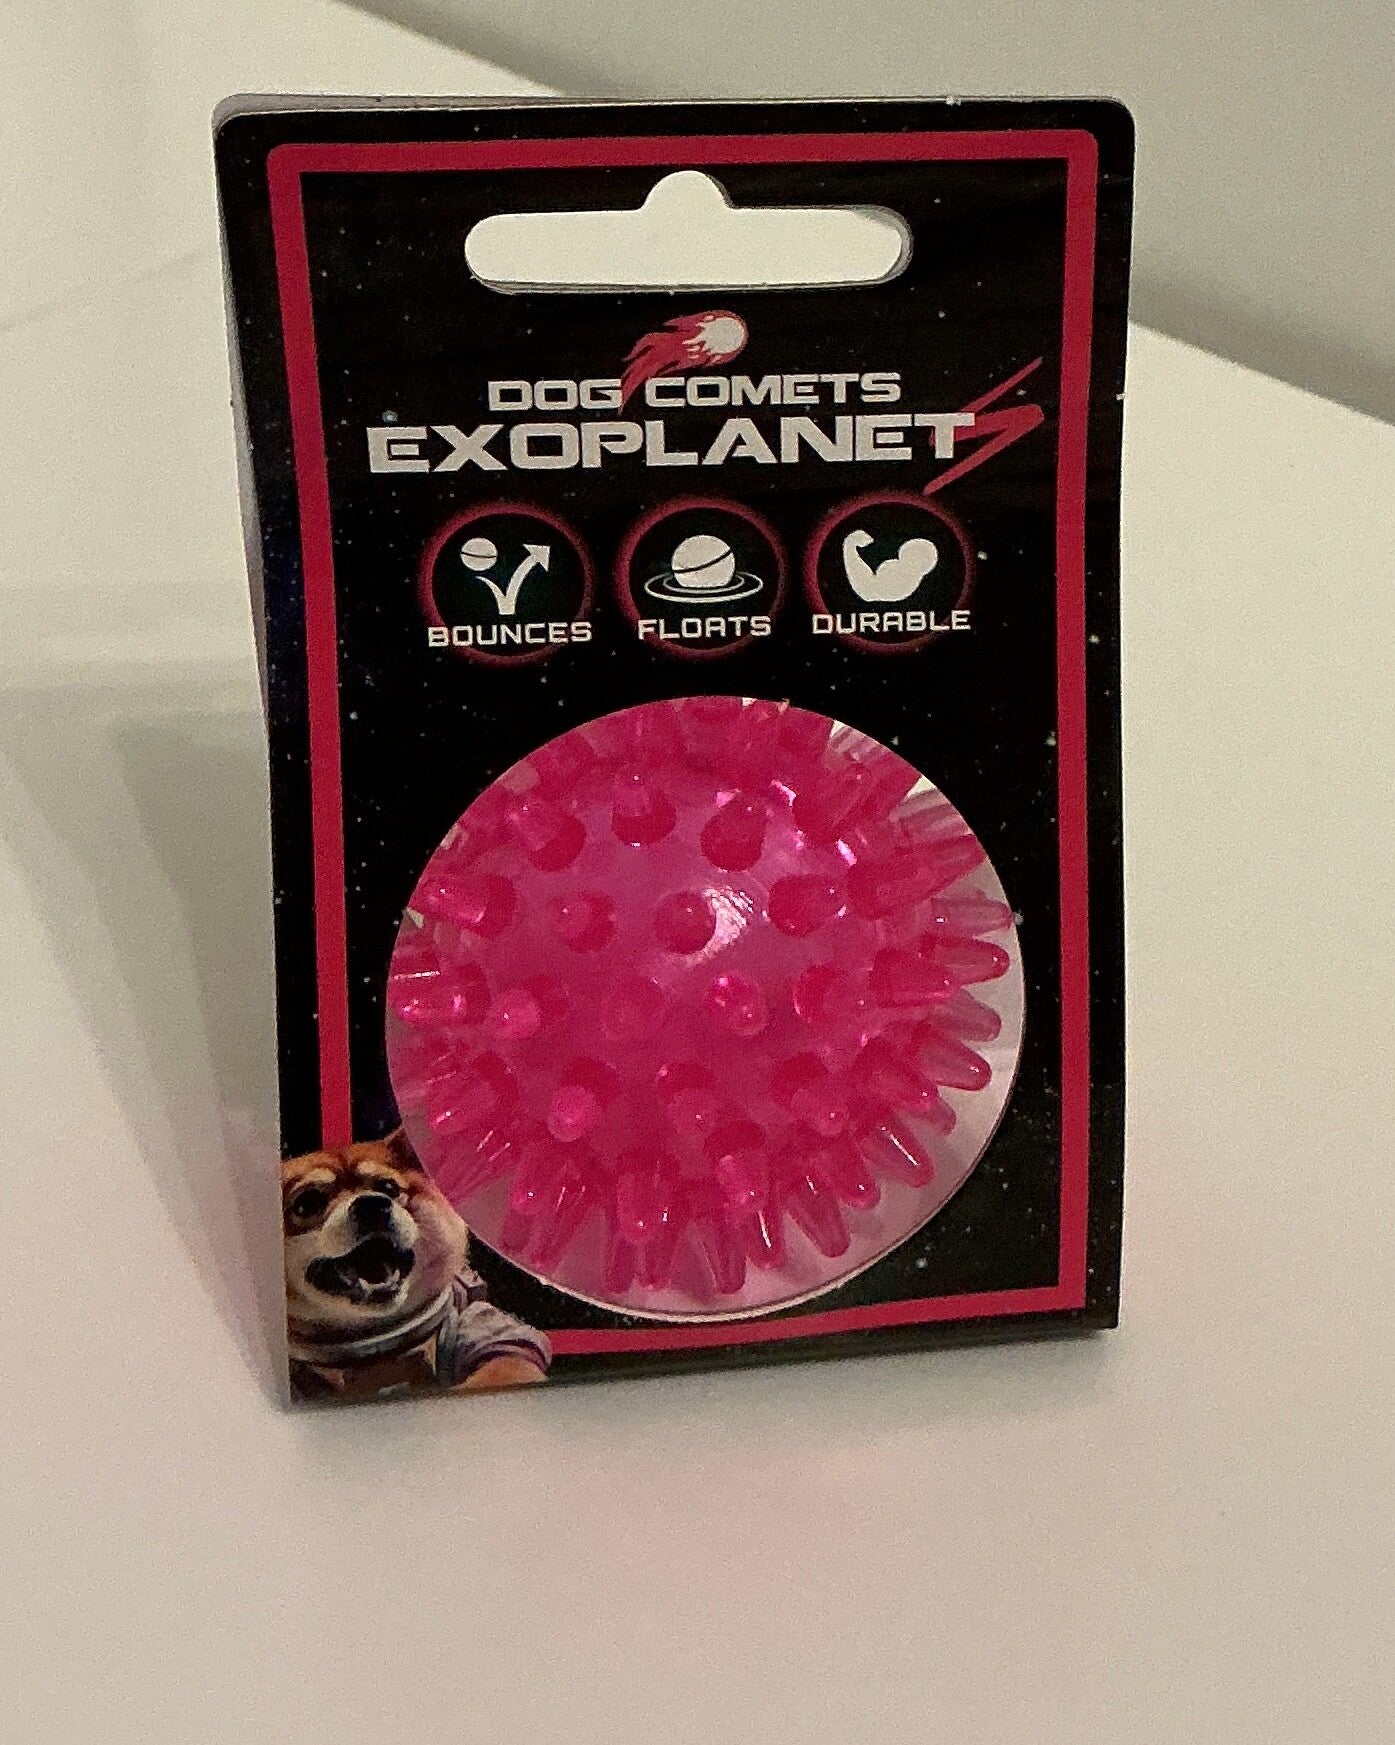 DOG COMETS
EXOPLANETS
BOUNCES FLOATS DURABLE